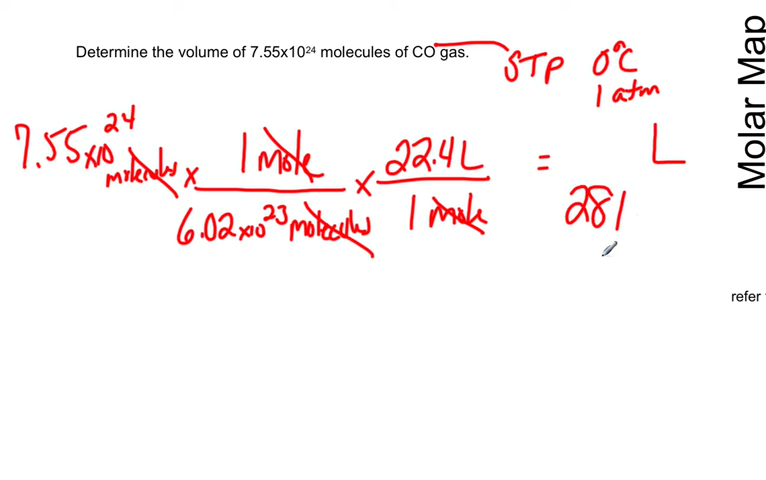 Determine the volume of 7.55x10²⁴ molecules of CO gas.
STP 0°C
1 atm
7.55x10²⁴ molecules x 1 mole / 6.02x10²³ molecules x 22.4 L / 1 mole = L
281
Molar Map
refer